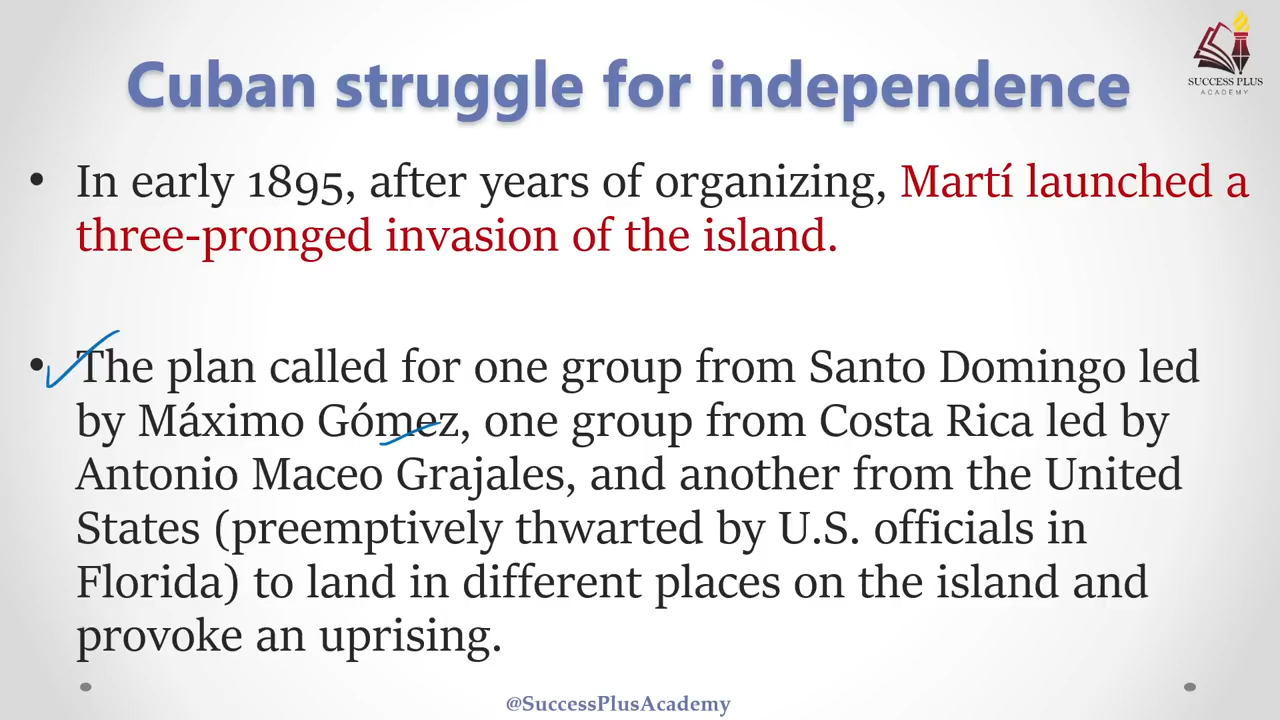 SUCCESS PLUS
ACADEMY
Cuban struggle for independence
• In early 1895, after years of organizing, Martí launched a
three-pronged invasion of the island.
• The plan called for one group from Santo Domingo led
by Máximo Gómez, one group from Costa Rica led by
Antonio Maceo Grajales, and another from the United
States (preemptively thwarted by U.S. officials in
Florida) to land in different places on the island and
provoke an uprising.
@SuccessPlusAcademy